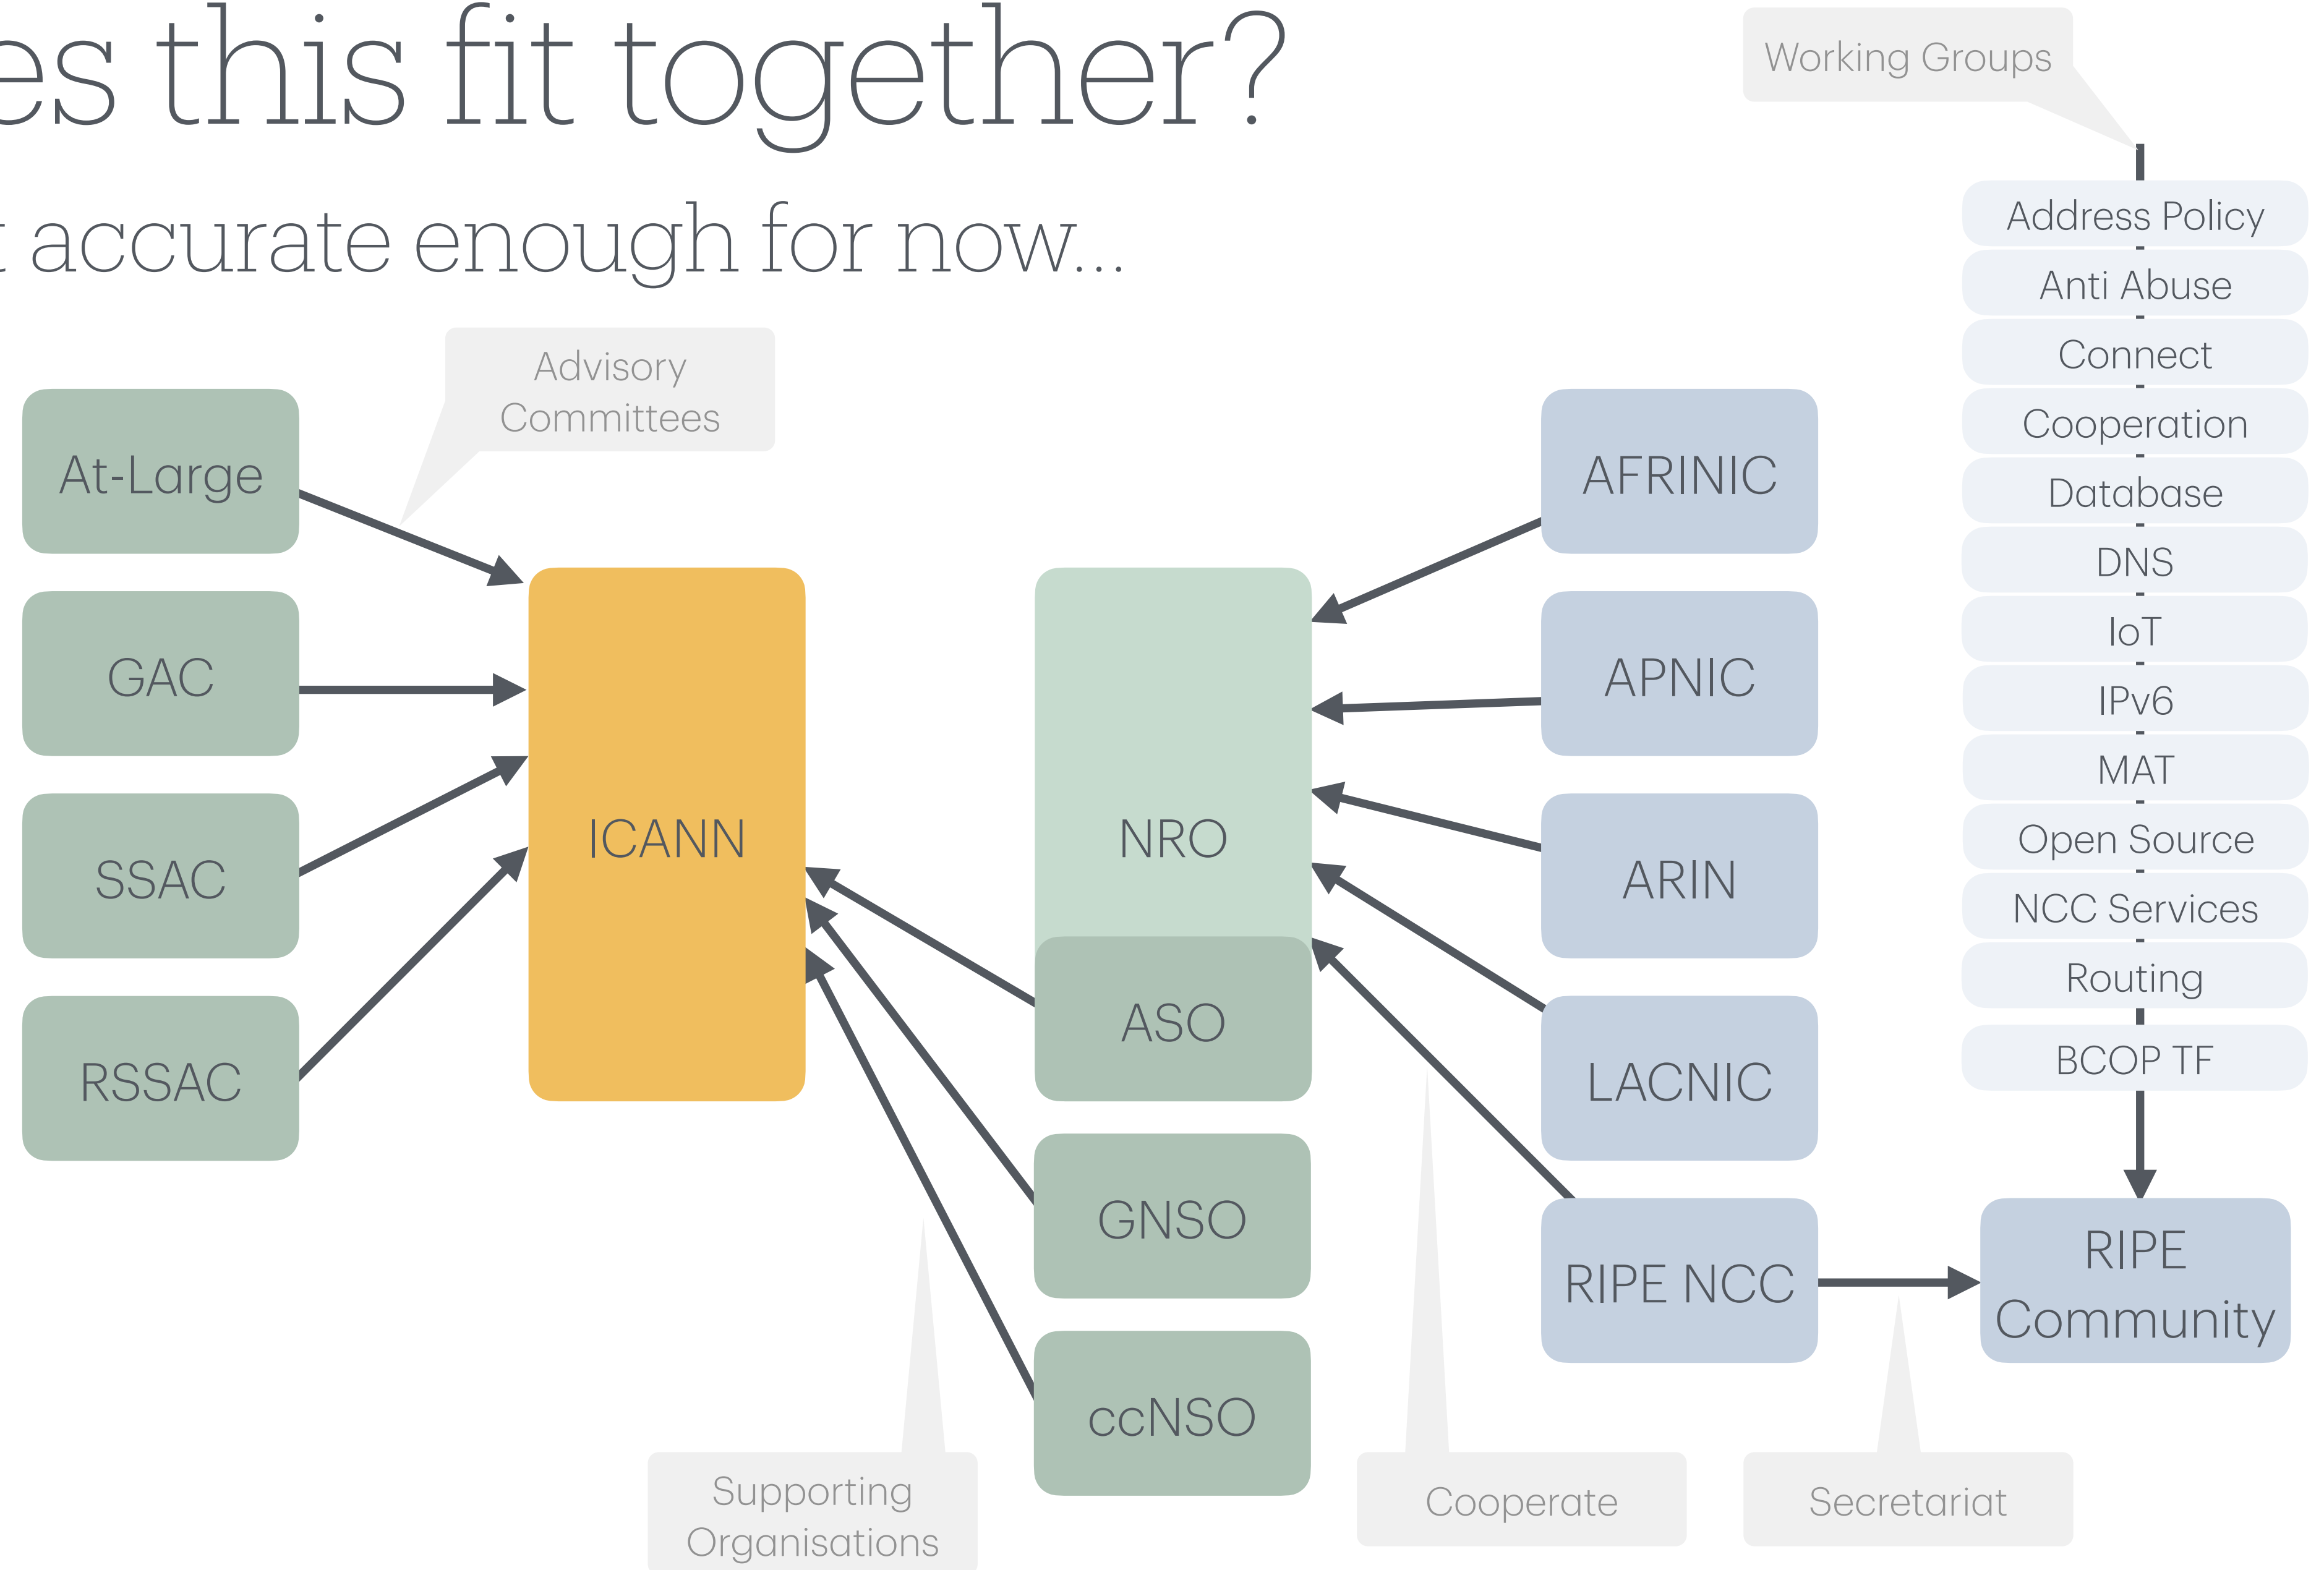 es this fit together?
accurate enough for now...
Working Groups
Address Policy
Anti Abuse
Connect
Cooperation
Database
DNS
IoT
IPv6
MAT
Open Source
NCC Services
Routing
BCOP TF
RIPE
Community
Advisory
Committees
At-Large
GAC
SSAC
RSSAC
ICANN
NRO
ASO
GNSO
ccNSO
AFRINIC
APNIC
ARIN
LACNIC
RIPE NCC
Supporting
Organisations
Cooperate
Secretariat